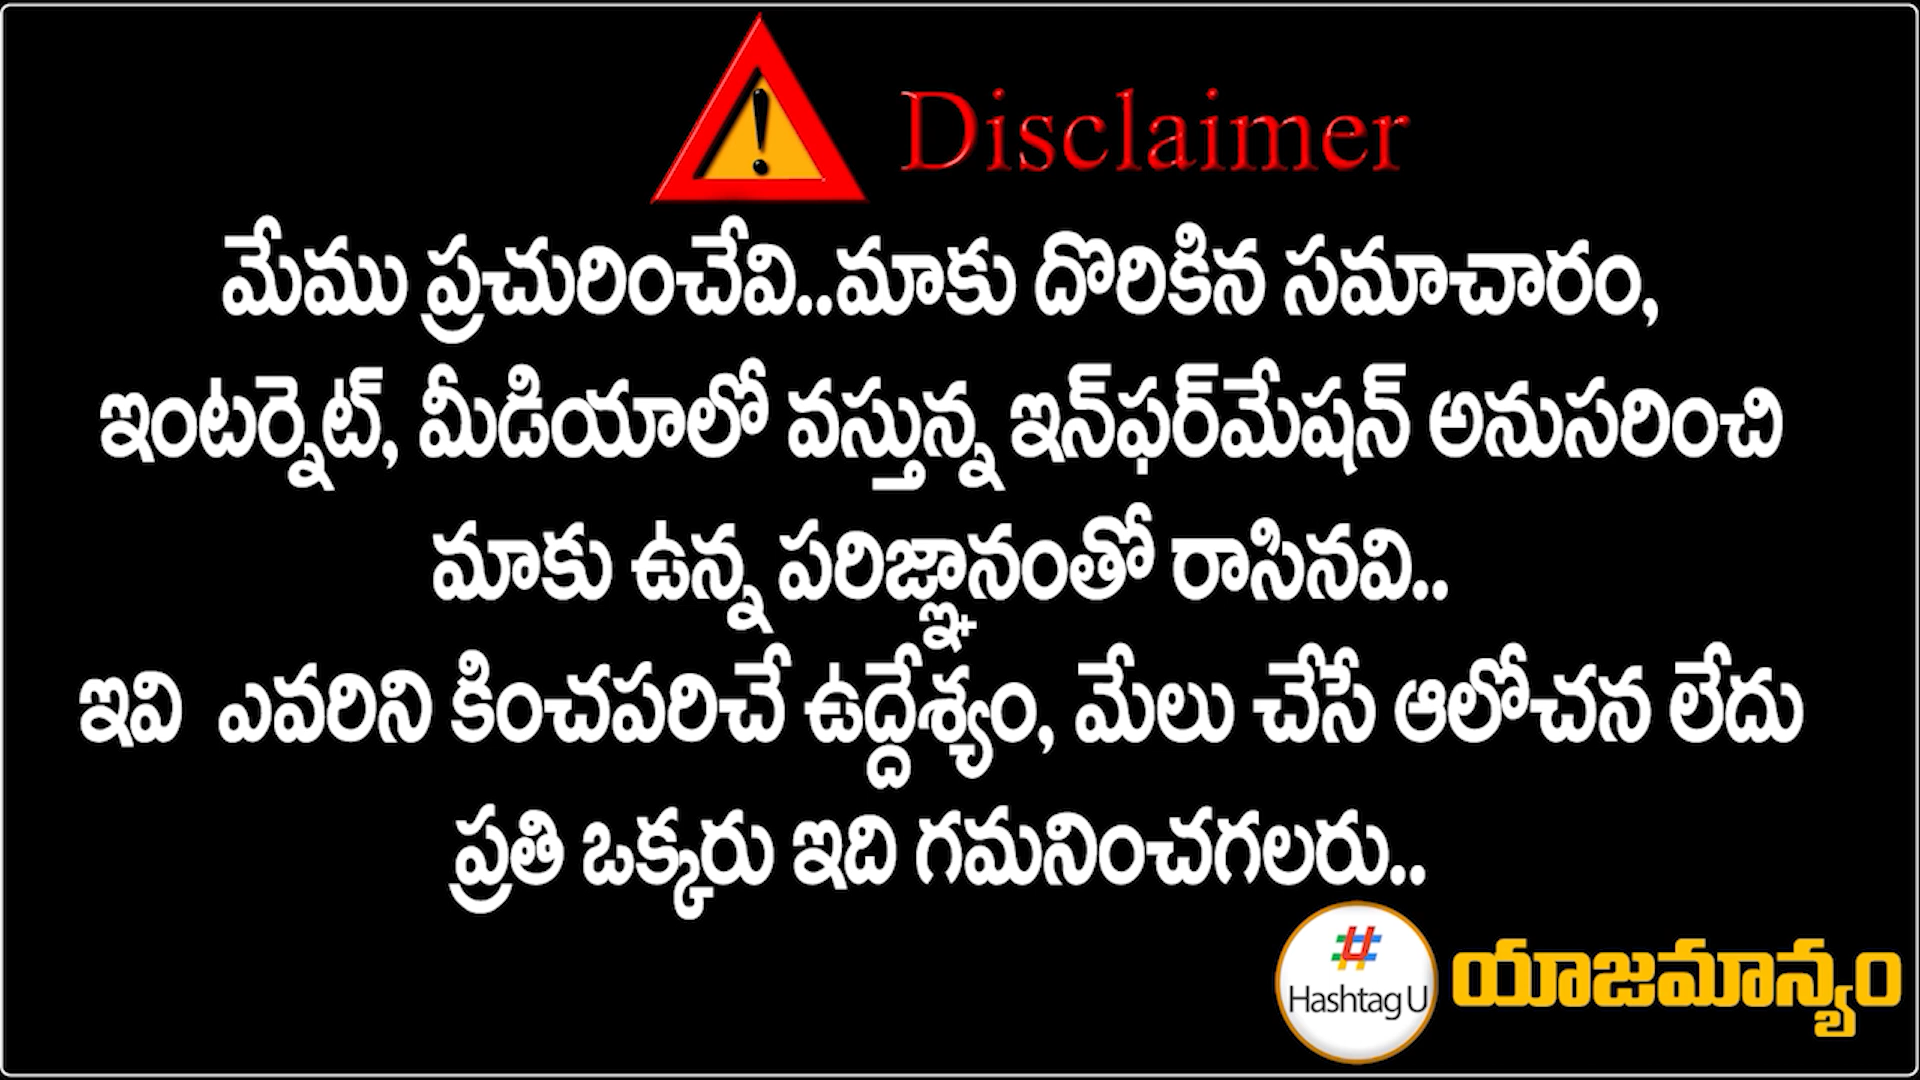 Disclaimer
మేము ప్రచురించేవి..మాకు దొరికిన సమాచారం,
ఇంటర్నెట్, మీడియాలో వస్తున్న ఇన్‌ఫర్‌మేషన్ అనుసరించి
మాకు ఉన్న పరిజ్ఞానంతో రాసినవి..
ఇవి ఎవరిని కించపరిచే ఉద్దేశ్యం, మేలు చేసే ఆలోచన లేదు
ప్రతి ఒక్కరు ఇది గమనించగలరు..
Hashtag U యాజమాన్యం